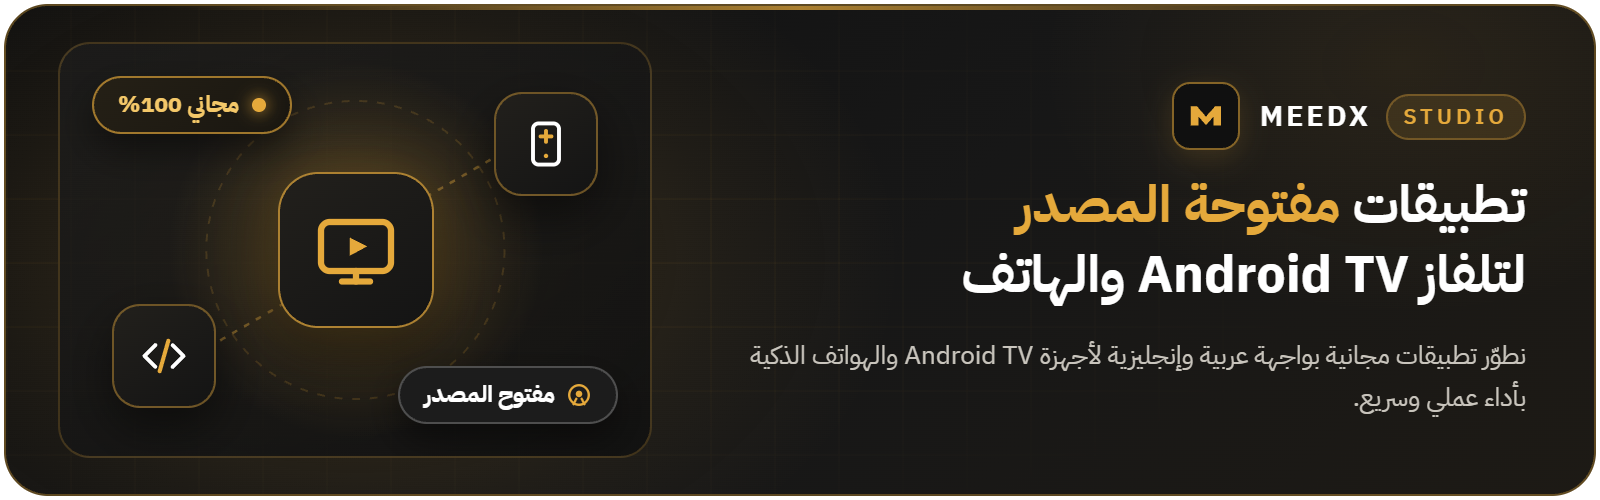 MEEDX STUDIO
تطبيقات مفتوحة المصدر
لتلفاز Android TV والهاتف
نطوّر تطبيقات مجانية بواجهة عربية وإنجليزية لأجهزة Android TV والهواتف الذكية
بأداء عملي وسريع.
مجاني 100%
مفتوح المصدر